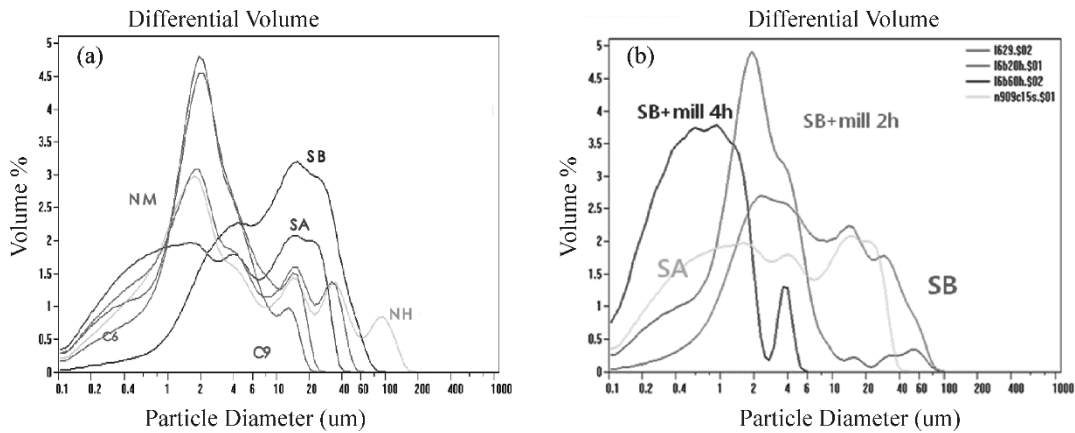 Differential Volume
(a)
5
4.5
4
3.5
3
2.5
2
1.5
1
0.5
0
Volume %
NM
SB
SA
NH
C6
C9
0.1 0.2 0.4 1 2 4 6 10 20 40 60 100 200 400 1000
Particle Diameter (um)
Differential Volume
(b)
5
4.5
4
3.5
3
2.5
2
1.5
1
0.5
0
Volume %
l629.$02
l6b20h.$01
l6b60h.$02
n909c15s.$01
SB+mill 4h
SB+mill 2h
SA
SB
0.1 0.2 0.4 1 2 4 6 10 20 40 60 100 200 400 1000
Particle Diameter (um)